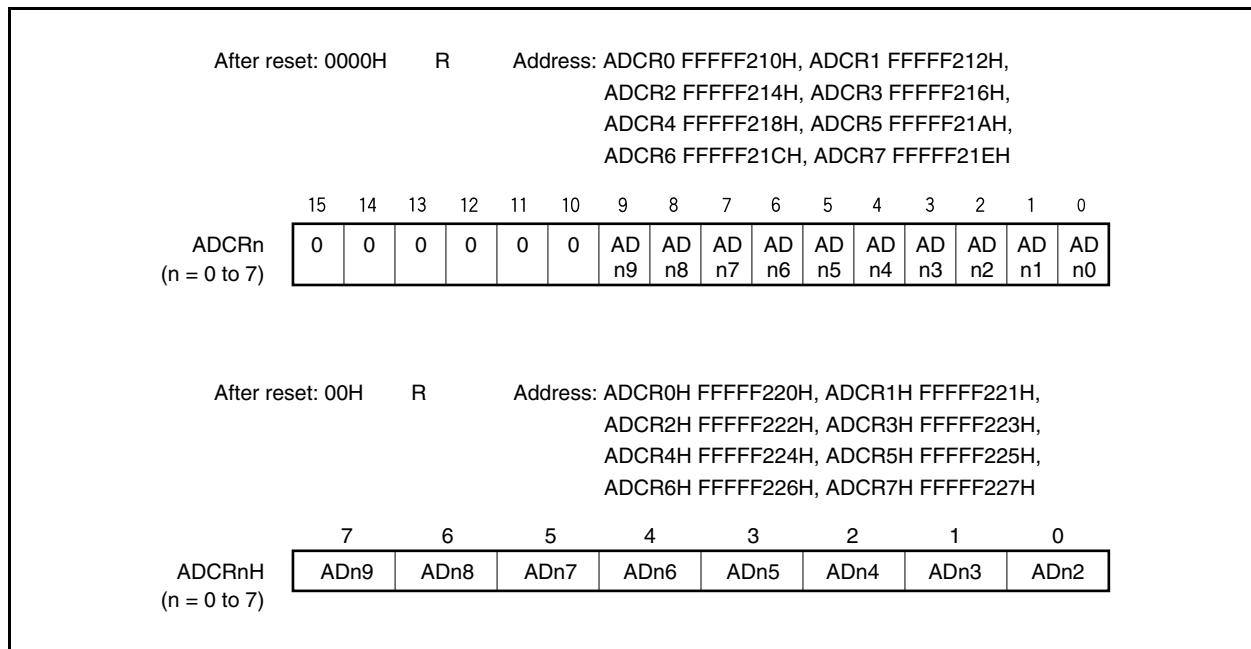 After reset: 0000H R Address: ADCR0 FFFFF210H, ADCR1 FFFFF212H,
ADCR2 FFFFF214H, ADCR3 FFFFF216H,
ADCR4 FFFFF218H, ADCR5 FFFFF21AH,
ADCR6 FFFFF21CH, ADCR7 FFFFF21EH
15 14 13 12 11 10 9 8 7 6 5 4 3 2 1 0
ADCRn 0 0 0 0 0 0 AD AD AD AD AD AD AD AD AD AD
(n = 0 to 7) n9 n8 n7 n6 n5 n4 n3 n2 n1 n0
After reset: 00H R Address: ADCR0H FFFFF220H, ADCR1H FFFFF221H,
ADCR2H FFFFF222H, ADCR3H FFFFF223H,
ADCR4H FFFFF224H, ADCR5H FFFFF225H,
ADCR6H FFFFF226H, ADCR7H FFFFF227H
7 6 5 4 3 2 1 0
ADCRnH ADn9 ADn8 ADn7 ADn6 ADn5 ADn4 ADn3 ADn2
(n = 0 to 7)